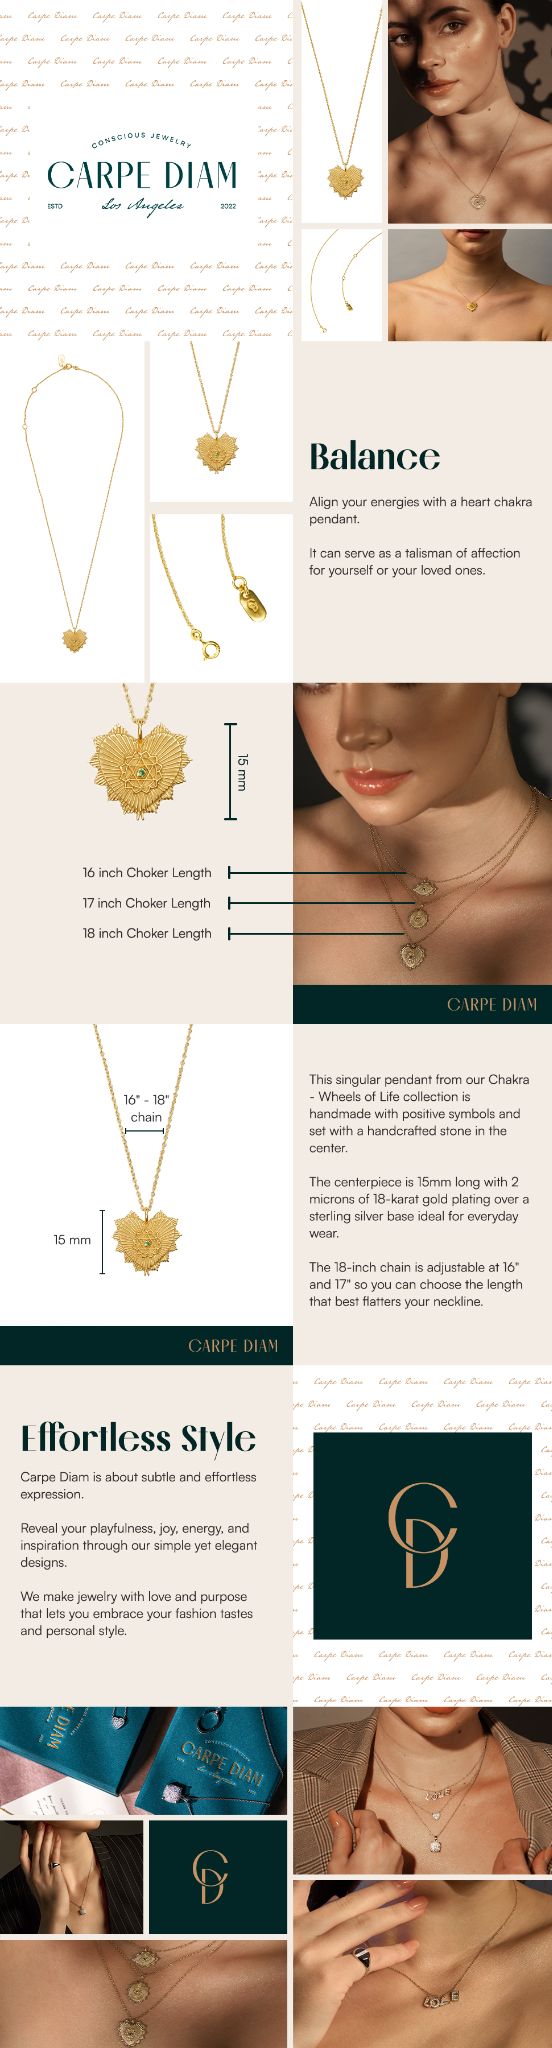 CONSCIOUS JEWELRY
CARPE DIAM
ESTD
Los Angeles
2022
Balance
Align your energies with a heart chakra
pendant.
It can serve as a talisman of affection
for yourself or your loved ones.
15 mm
16 inch Choker Length
17 inch Choker Length
18 inch Choker Length
CARPE DIAM
16" - 18"
chain
15 mm
CARPE DIAM
This singular pendant from our Chakra
- Wheels of Life collection is
handmade with positive symbols and
set with a handcrafted stone in the
center.
The centerpiece is 15mm long with 2
microns of 18-karat gold plating over a
sterling silver base ideal for everyday
wear.
The 18-inch chain is adjustable at 16"
and 17" so you can choose the length
that best flatters your neckline.
Effortless Style
Carpe Diam is about subtle and effortless
expression.
Reveal your playfulness, joy, energy, and
inspiration through our simple yet elegant
designs.
We make jewelry with love and purpose
that lets you embrace your fashion tastes
and personal style.
Carpe Diam
CD
CARPE DIAM
Los Angeles
CD
LOVE
LOVE